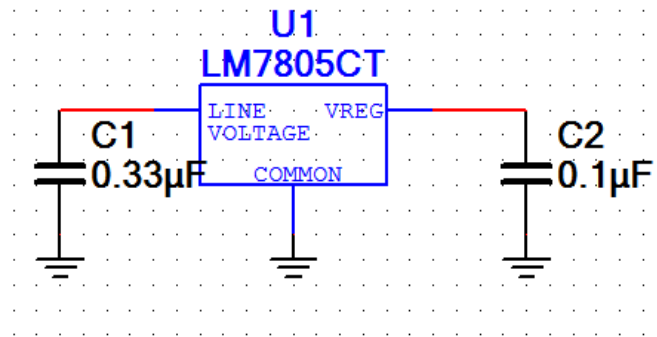 U1
LM7805CT
LINE VREG
VOLTAGE
COMMON
C1
0.33µF
C2
0.1µF